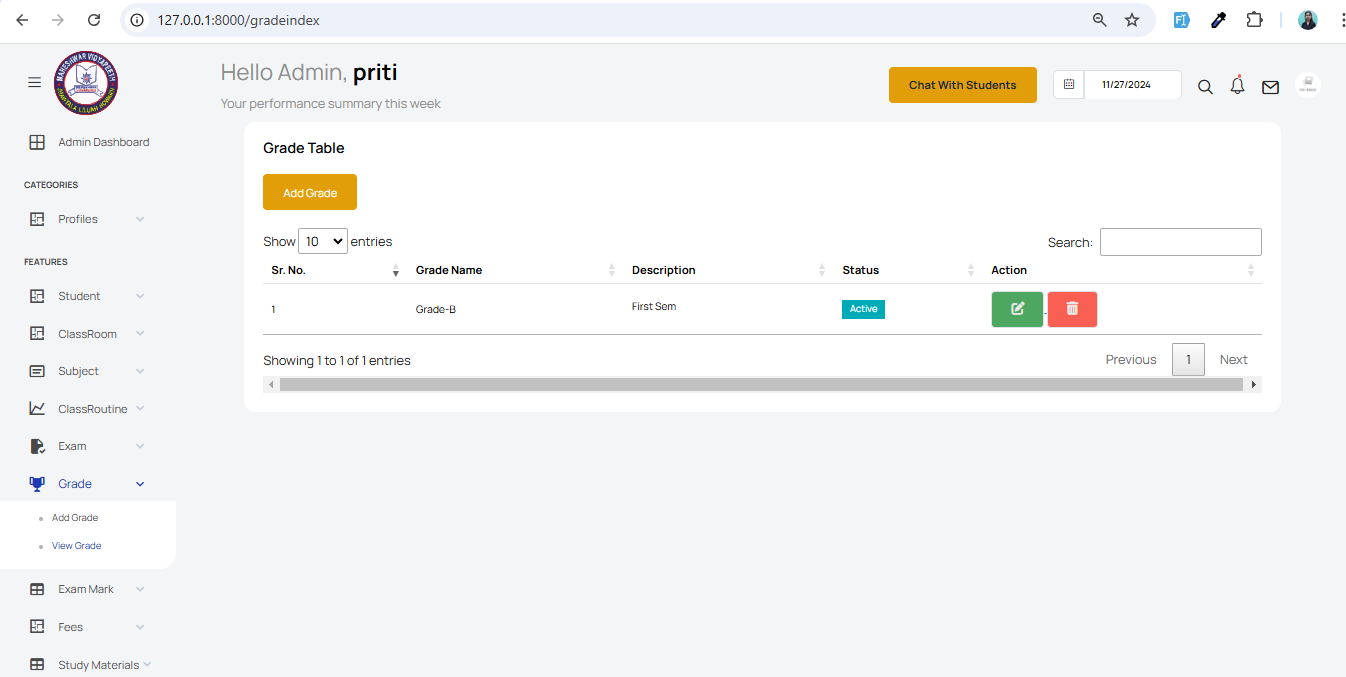 127.0.0.1:8000/gradeindex
Hello Admin, priti
Your performance summary this week
Chat With Students
11/27/2024
Admin Dashboard
CATEGORIES
Profiles
FEATURES
Student
ClassRoom
Subject
ClassRoutine
Exam
Grade
Add Grade
View Grade
Exam Mark
Fees
Study Materials
Grade Table
Add Grade
Show 10 entries
Search:
Sr. No. Grade Name Description Status Action
1 Grade-B First Sem Active
Showing 1 to 1 of 1 entries
Previous 1 Next